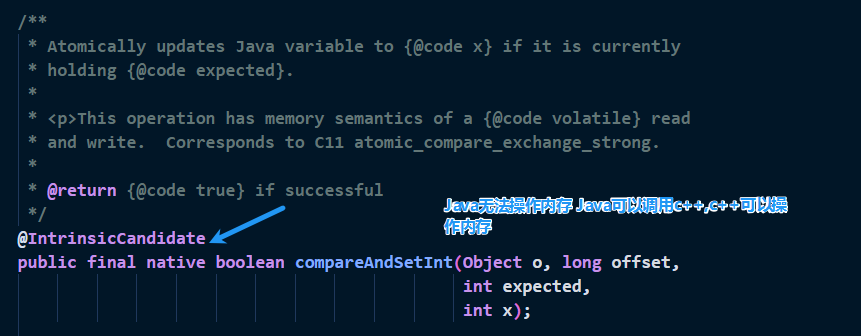 /**
 * Atomically updates Java variable to {@code x} if it is currently
 * holding {@code expected}.
 *
 * <p>This operation has memory semantics of a {@code volatile} read
 * and write.  Corresponds to C11 atomic_compare_exchange_strong.
 *
 * @return {@code true} if successful
 */
Java无法操作内存 Java可以调用c++,c++可以操
作内存
@IntrinsicCandidate
public final native boolean compareAndSetInt(Object o, long offset,
                                             int expected,
                                             int x);